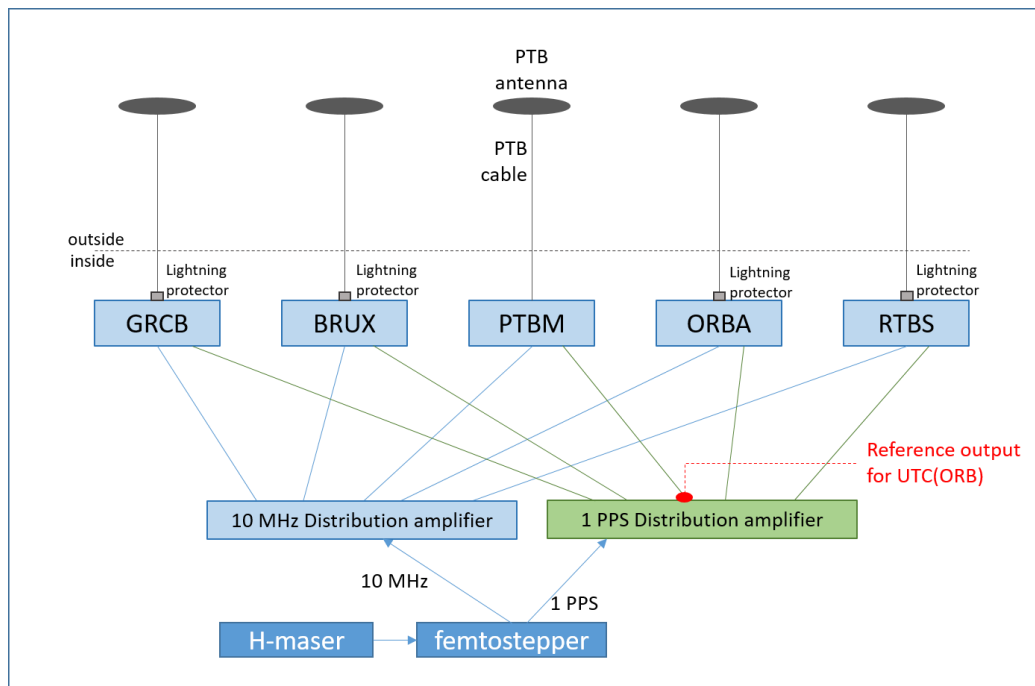 PTB
antenna
PTB
cable
outside
inside
Lightning
protector
Lightning
protector
Lightning
protector
Lightning
protector
GRCB
BRUX
PTBM
ORBA
RTBS
Reference output
for UTC(ORB)
10 MHz Distribution amplifier
1 PPS Distribution amplifier
10 MHz
1 PPS
H-maser
femtostepper